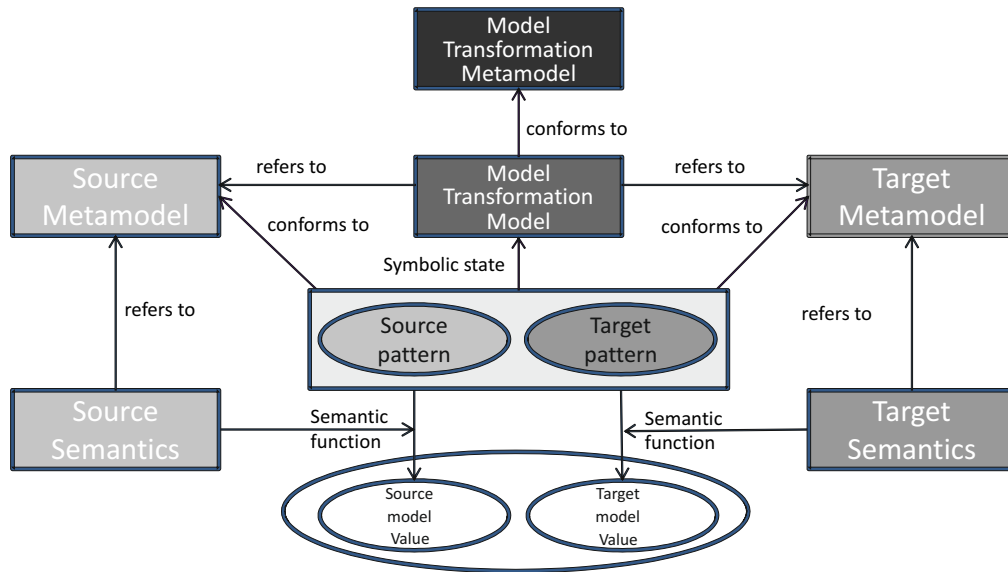 Model
Transformation
Metamodel
conforms to
refers to
refers to
Source
Metamodel
Model
Transformation
Model
Target
Metamodel
conforms to
conforms to
Symbolic state
refers to
refers to
Source
pattern
Target
pattern
Source
Semantics
Semantic
function
Semantic
function
Target
Semantics
Source
model
Value
Target
model
Value